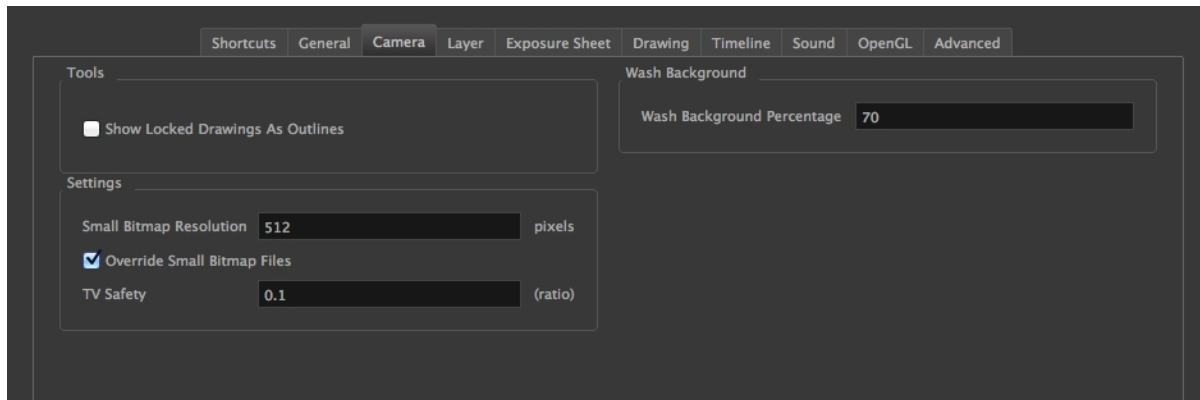 Shortcuts General Camera Layer Exposure Sheet Drawing Timeline Sound OpenGL Advanced
Tools
Show Locked Drawings As Outlines
Settings
Small Bitmap Resolution 512 pixels
Override Small Bitmap Files
TV Safety 0.1 (ratio)
Wash Background
Wash Background Percentage 70